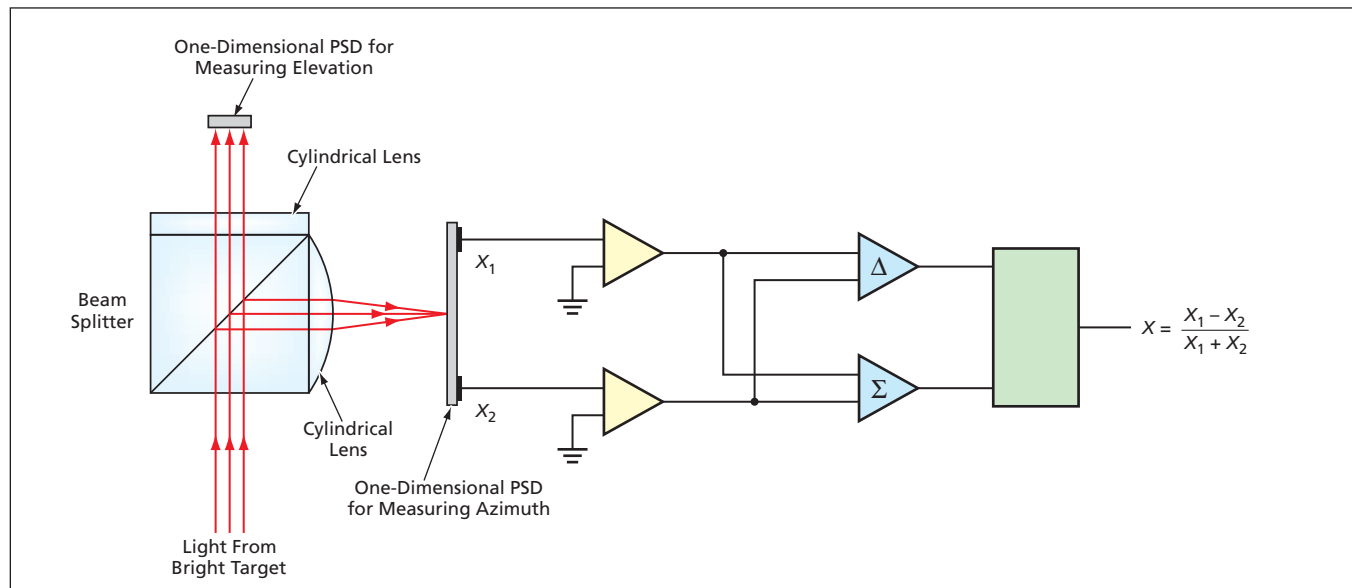 One-Dimensional PSD for
Measuring Elevation
Cylindrical Lens
Beam
Splitter
X₁
X₂
Δ
Σ
X = (X₁ – X₂) / (X₁ + X₂)
Cylindrical
Lens
One-Dimensional PSD
for Measuring Azimuth
Light From
Bright Target